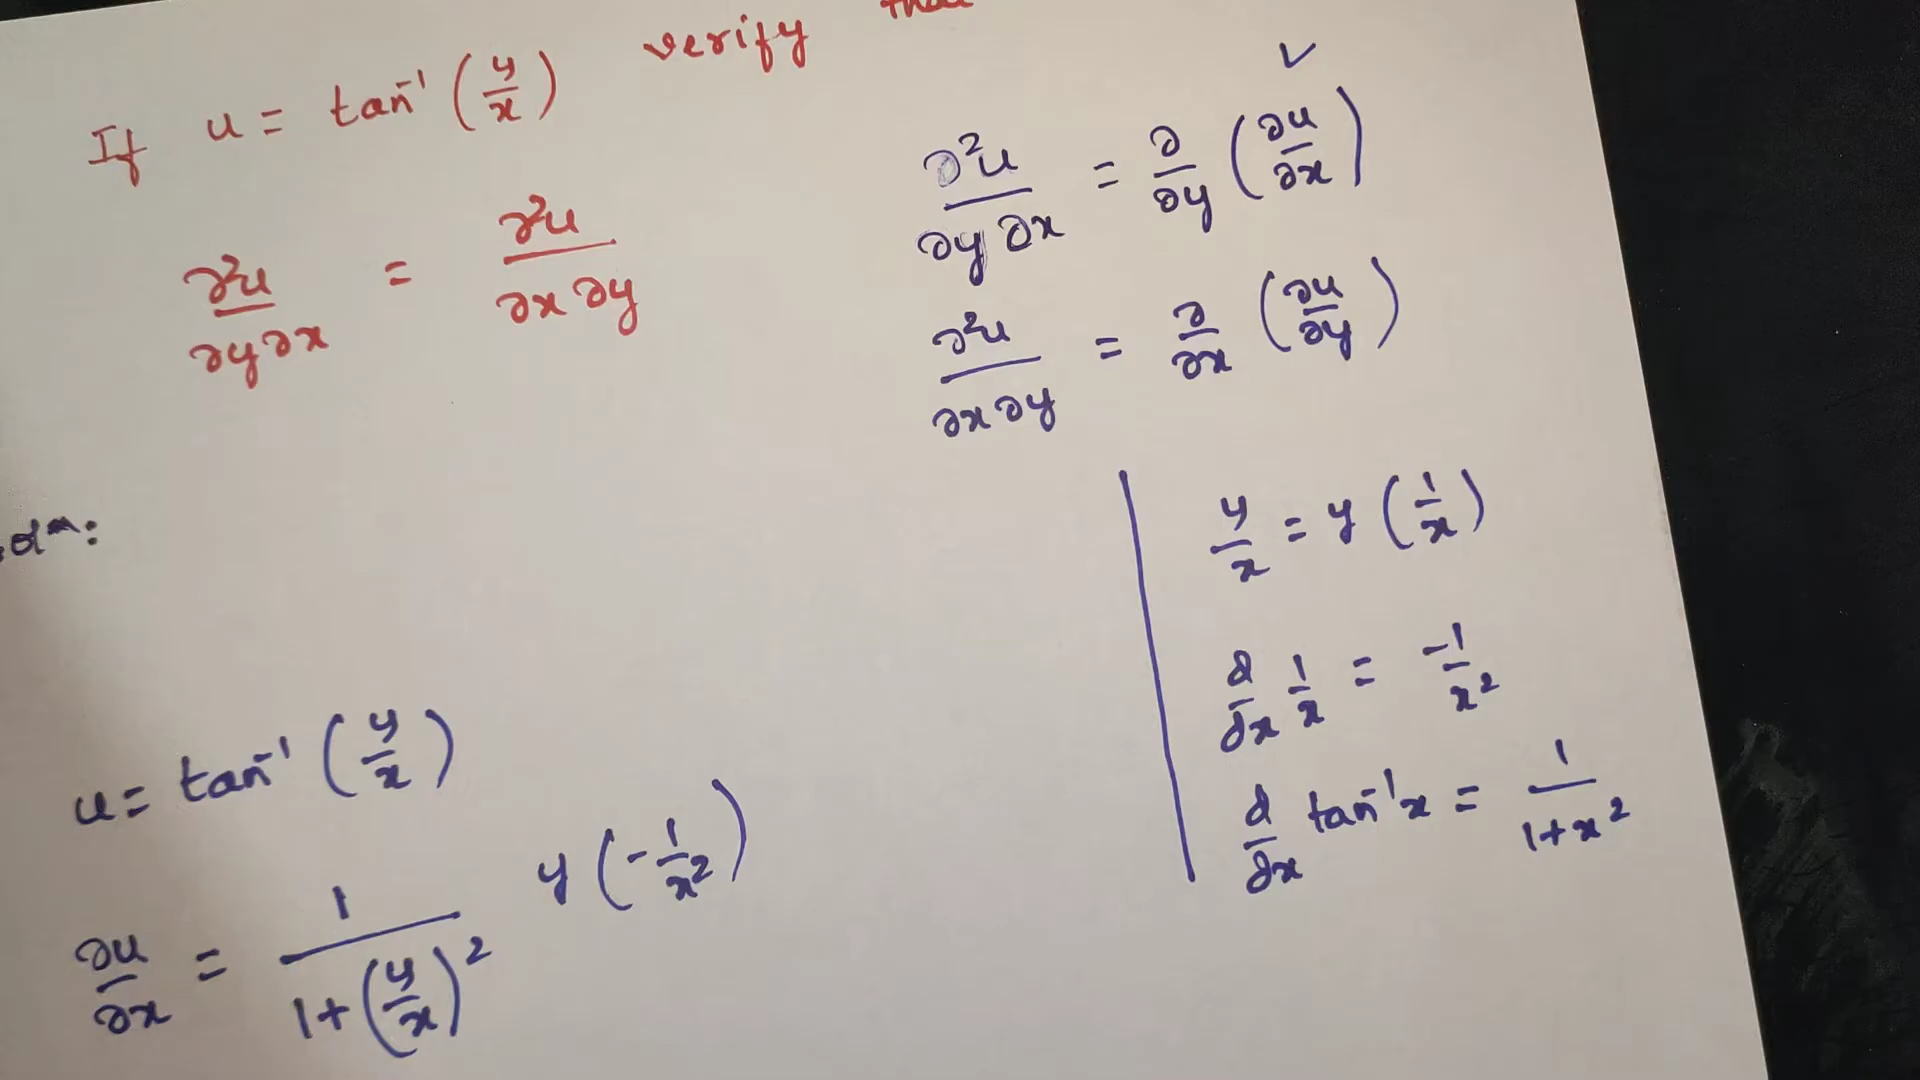 If u = tan⁻¹ (y/x) verify that
∂²u/∂y∂x = ∂²u/∂x∂y
∂²u/∂y∂x = ∂/∂y (∂u/∂x) ✓
∂²u/∂x∂y = ∂/∂x (∂u/∂y)
y/x = y (1/x)
d/dx 1/x = -1/x²
d/dx tan⁻¹x = 1/1+x²
u = tan⁻¹ (y/x)
∂u/∂x = 1/1+(y/x)² y (-1/x²)